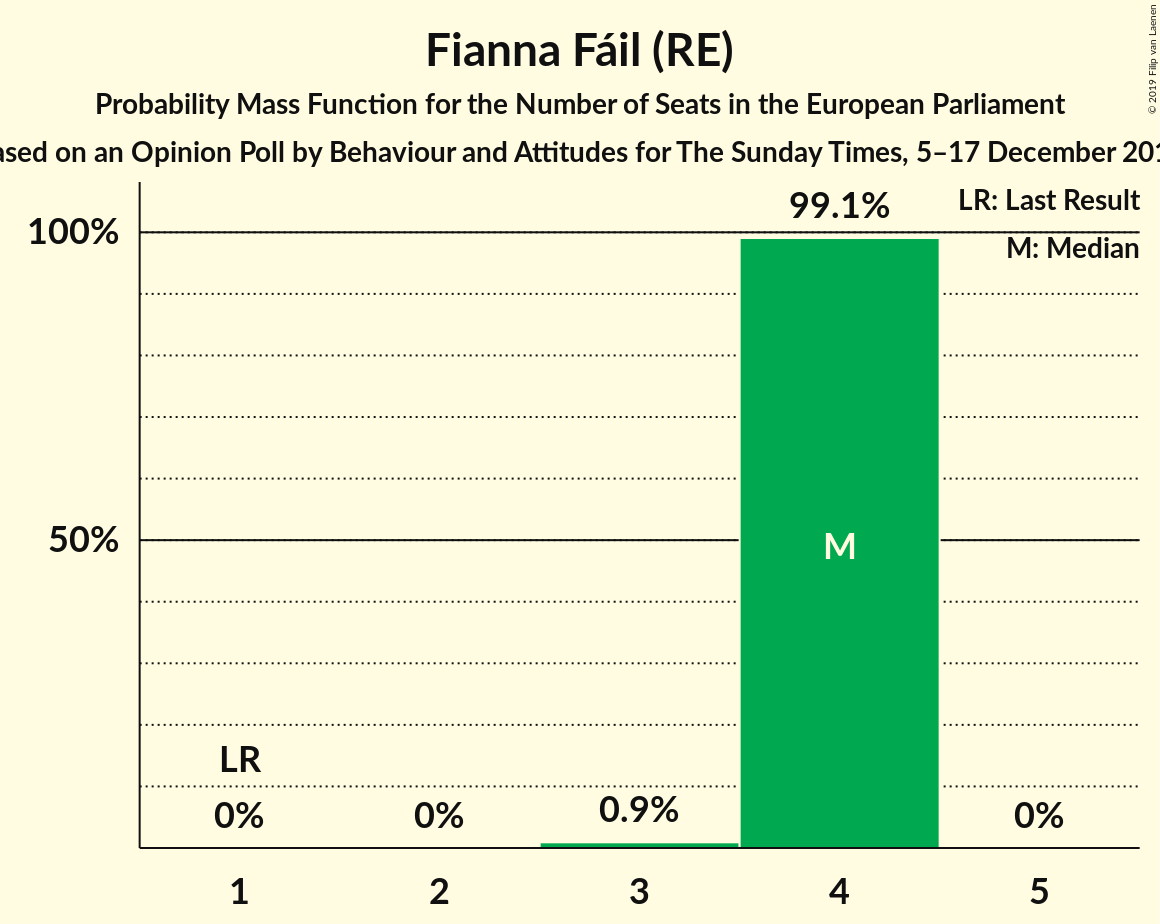 Fianna Fáil (RE)
Probability Mass Function for the Number of Seats in the European Parliament
on an Opinion Poll by Behaviour and Attitudes for The Sunday Times, 5–17 December
© 2019 Filip van Laenen
LR: Last Result
M: Median
100%
50%
99.1%
M
LR
0%
0%
0.9%
0%
1
2
3
4
5